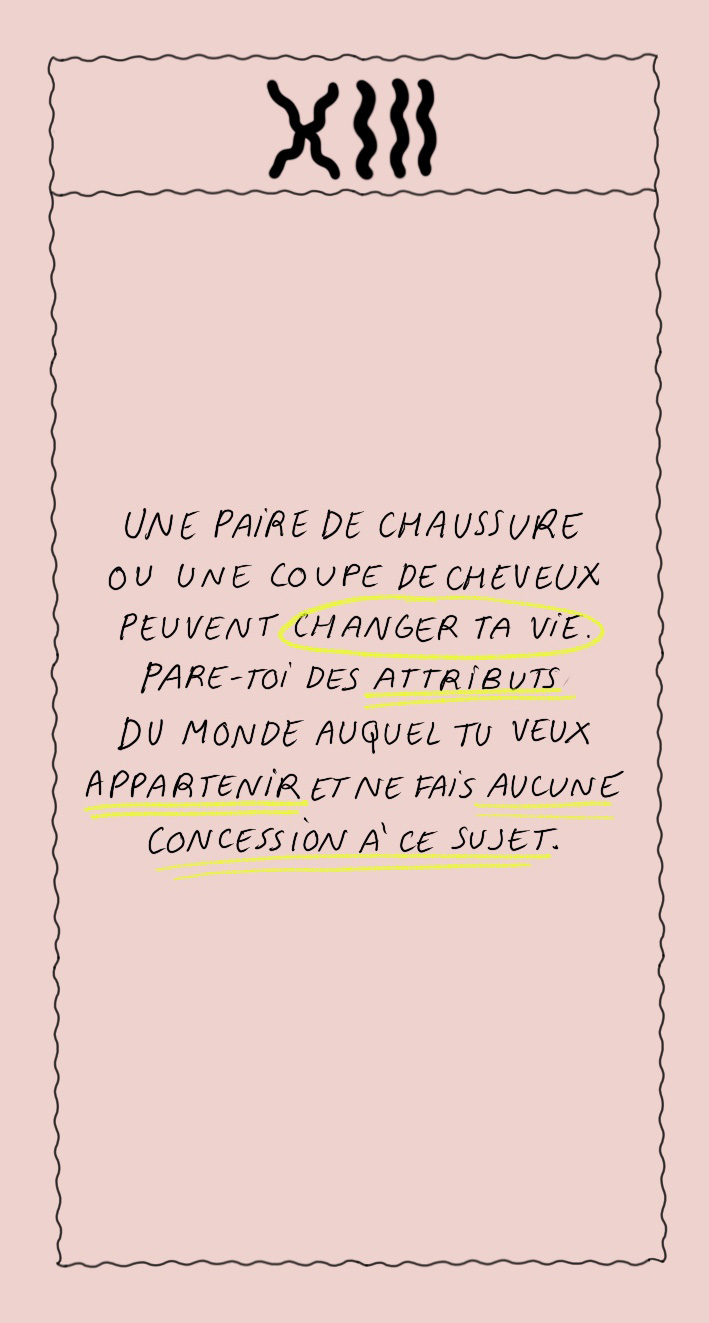 XIII
UNE PAIRE DE CHAUSSURE
OU UNE COUPE DE CHEVEUX
PEUVENT CHANGER TA VIE.
PARE-TOI DES ATTRIBUTS
DU MONDE AUQUEL TU VEUX
APPARTENIR ET NE FAIS AUCUNE
CONCESSION À CE SUJET.